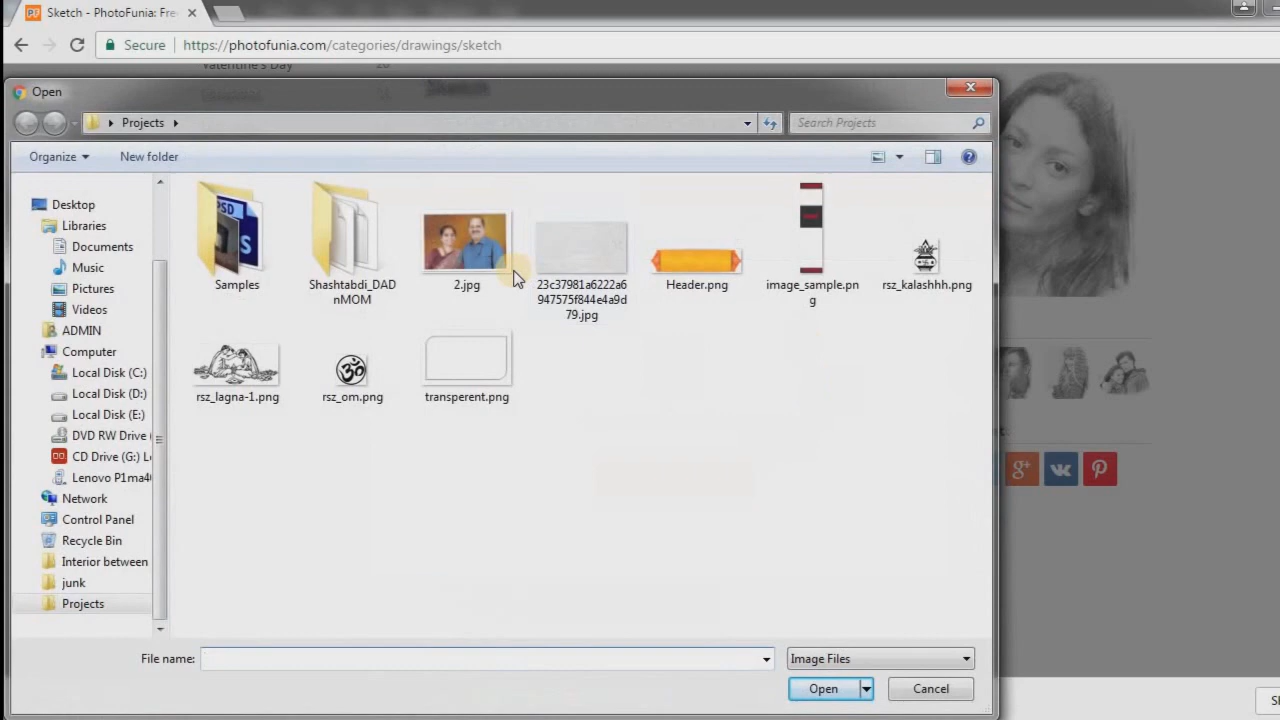 Sketch - PhotoFunia: Fre
Secure
https://photofunia.com/categories/drawings/sketch
Valentine's Day
Open
Projects
Search Projects
Organize
New folder
Desktop
Libraries
Documents
Music
Pictures
Videos
ADMIN
Computer
Local Disk (C:)
Local Disk (D:)
Local Disk (E:)
DVD RW Drive (
CD Drive (G:) L
Lenovo P1ma4
Network
Control Panel
Recycle Bin
Interior between
junk
Projects
PSD
Samples
Shashtabdi_DAD
nMOM
2.jpg
23c37981a6222a6
947575f844e4a9d
79.jpg
Header.png
image_sample.pn
g
rsz_kalashhh.png
rsz_lagna-1.png
ॐ
rsz_om.png
transperent.png
File name:
Image Files
Open
Cancel